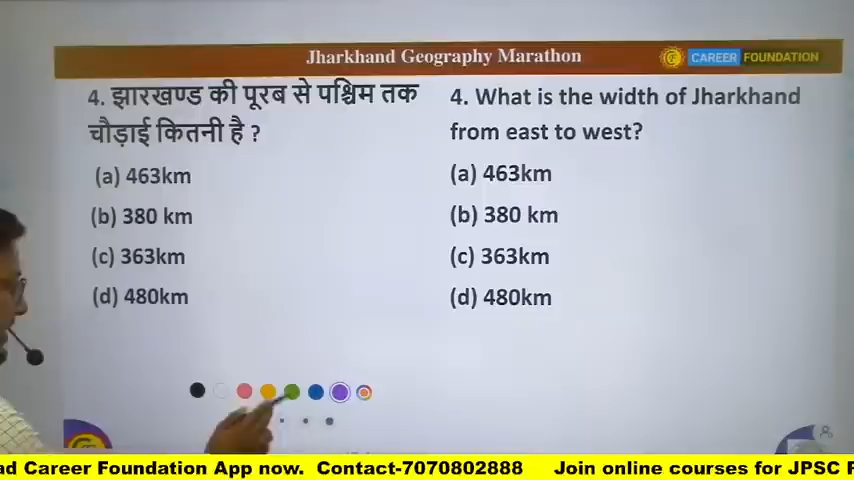 Jharkhand Geography Marathon
CAREER FOUNDATION
4. झारखण्ड की पूरब से पश्चिम तक
चौड़ाई कितनी है ?
(a) 463km
(b) 380 km
(c) 363km
(d) 480km
4. What is the width of Jharkhand
from east to west?
(a) 463km
(b) 380 km
(c) 363km
(d) 480km
Career Foundation App now. Contact-7070802888 Join online courses for JPSC